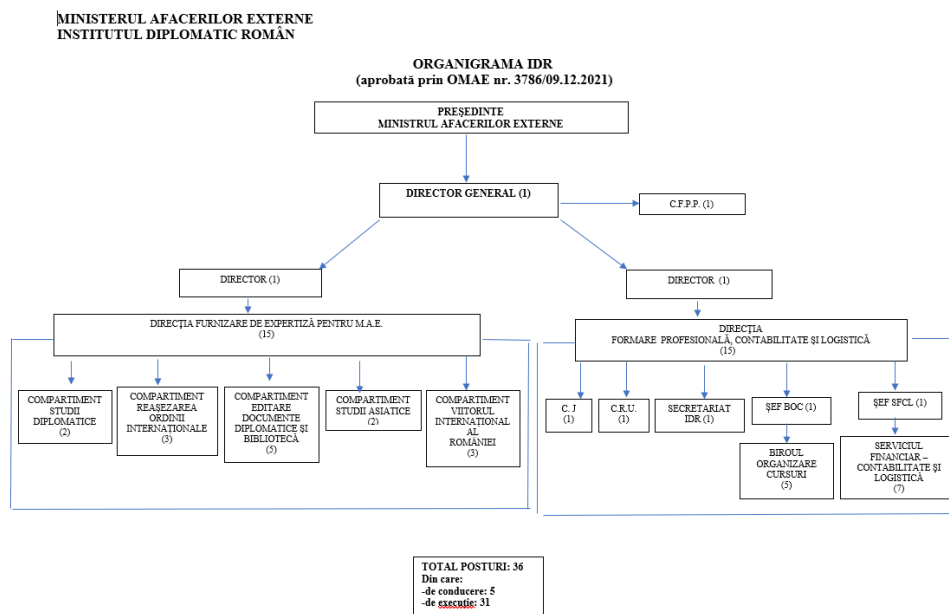 MINISTERUL AFACERILOR EXTERNE
INSTITUTUL DIPLOMATIC ROMÂN
ORGANIGRAMA IDR
(aprobată prin OMAE nr. 3786/09.12.2021)
PREŞEDINTE
MINISTRUL AFACERILOR EXTERNE
DIRECTOR GENERAL (1)
C.F.P.P. (1)
DIRECTOR (1)
DIRECTOR (1)
DIRECŢIA FURNIZARE DE EXPERTIZĂ PENTRU M.A.E.
(15)
DIRECŢIA
FORMARE PROFESIONALĂ, CONTABILITATE ŞI LOGISTICĂ
(15)
COMPARTIMENT
STUDII
DIPLOMATICE
(2)
COMPARTIMENT
REAŞEZAREA
ORDINII
INTERNAŢIONALE
(3)
COMPARTIMENT
EDITARE
DOCUMENTE
DIPLOMATICE ŞI
BIBLIOTECĂ
(5)
COMPARTIMENT
STUDII ASIATICE
(2)
COMPARTIMENT
VIITORUL
INTERNAŢIONAL
AL
ROMÂNIEI
(3)
C. J
(1)
C.R.U.
(1)
SECRETARIAT
IDR (1)
ŞEF BOC (1)
ŞEF SFCL (1)
BIROUL
ORGANIZARE
CURSURI
(5)
SERVICIUL
FINANCIAR –
CONTABILITATE ŞI
LOGISTICĂ
(7)
TOTAL POSTURI: 36
Din care:
-de conducere: 5
-de execuţie: 31